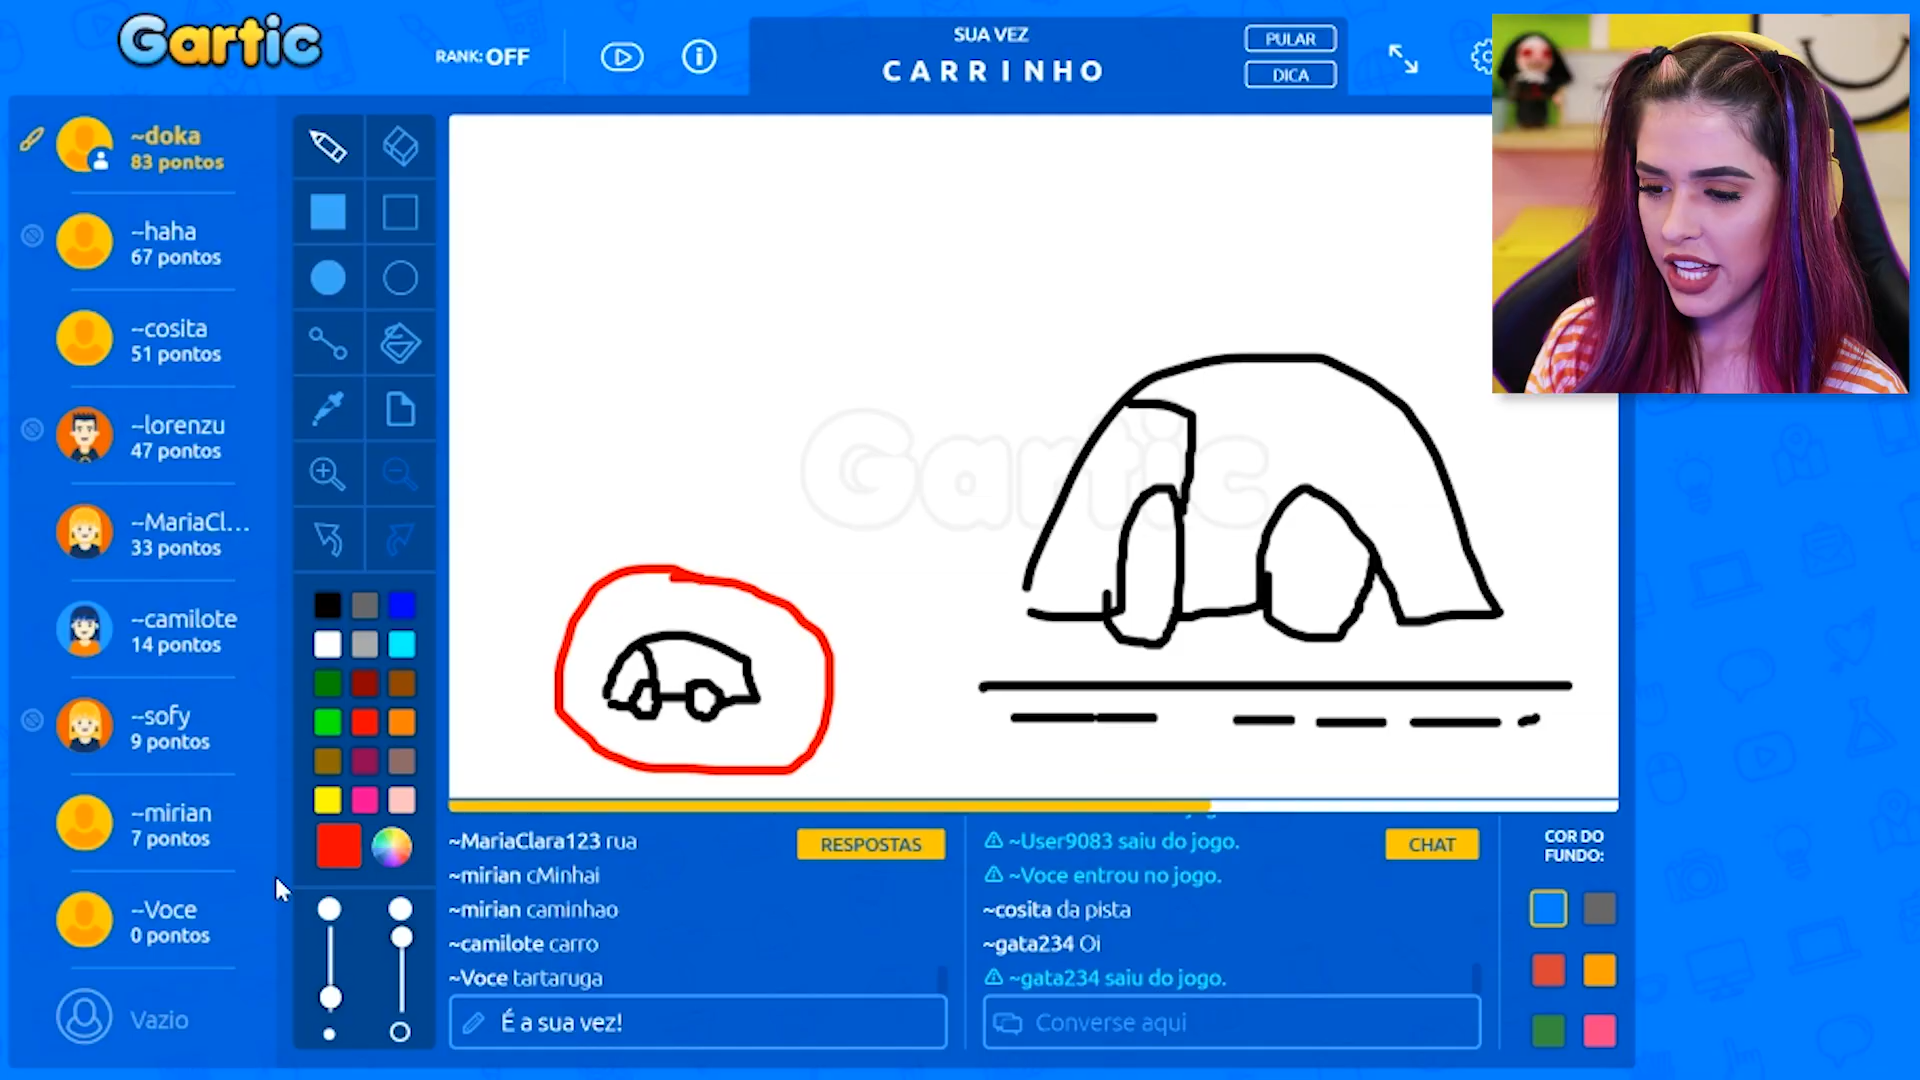 Gartic
RANK: OFF
SUA VEZ
CARRINHO
PULAR
DICA
~doka
83 pontos
~haha
67 pontos
~cosita
51 pontos
~lorenzu
47 pontos
~MariaCl...
33 pontos
~camilote
14 pontos
~sofy
9 pontos
~mirian
7 pontos
~Voce
0 pontos
Vazio
Gartic
~MariaClara123 rua
~mirian cMinhai
~mirian caminhao
~camilote carro
~Voce tartaruga
RESPOSTAS
É a sua vez!
~User9083 saiu do jogo.
~Voce entrou no jogo.
~cosita da pista
~gata234 Oi
~gata234 saiu do jogo.
CHAT
Converse aqui
COR DO
FUNDO: